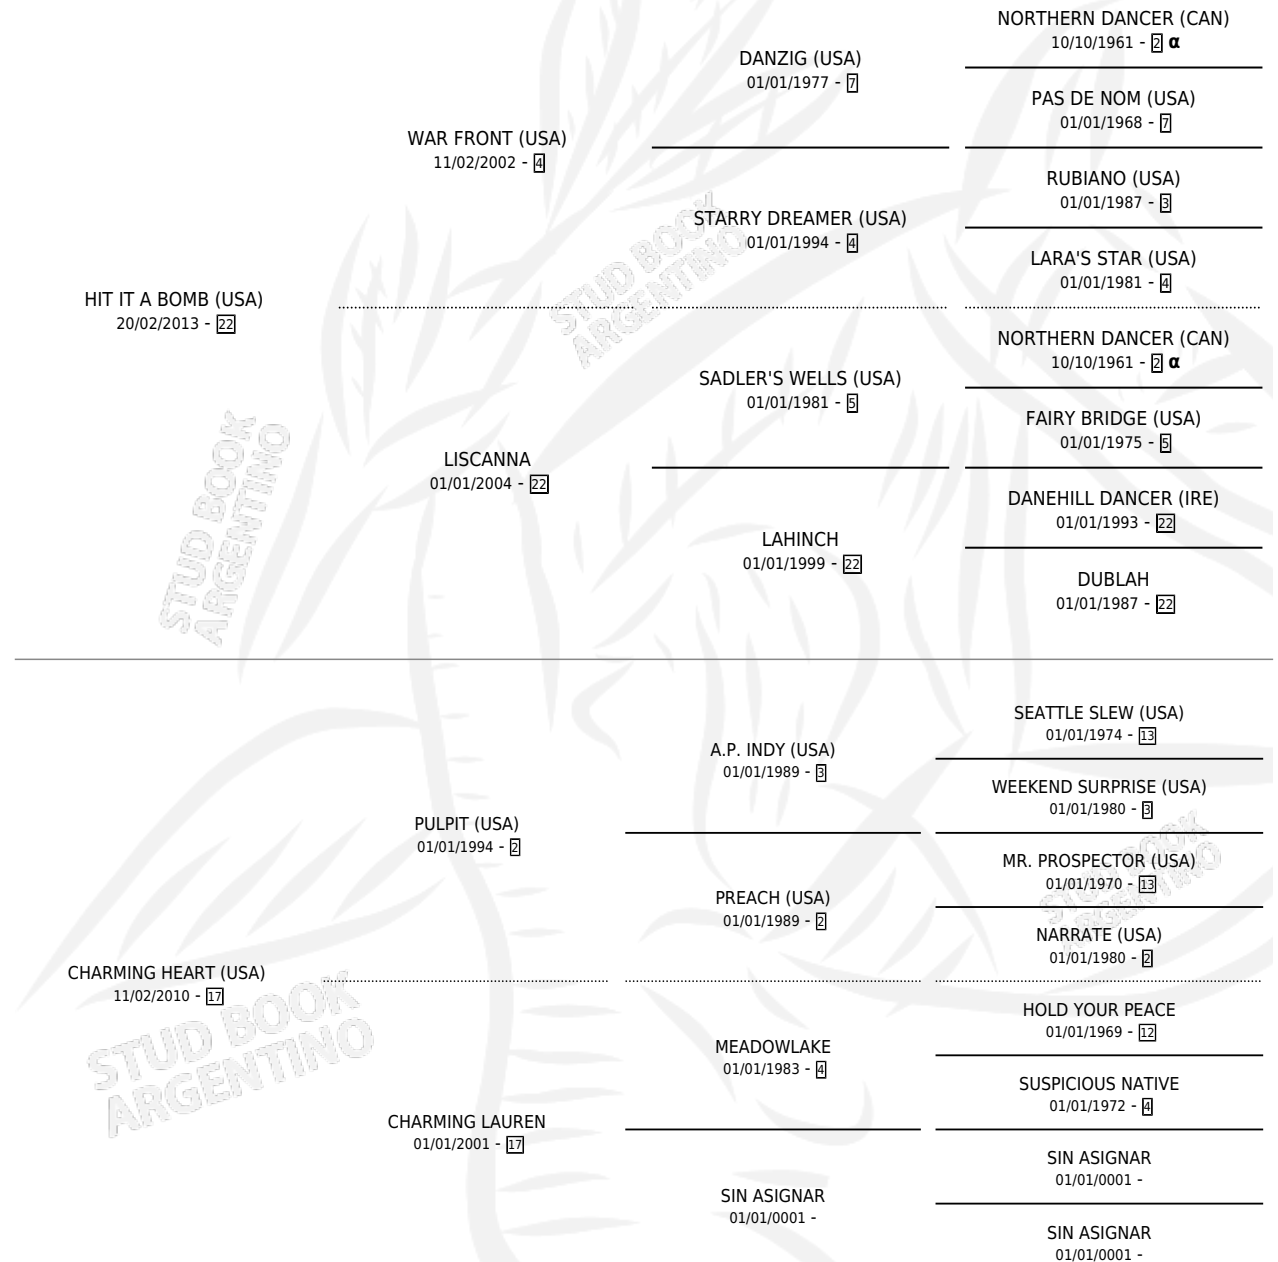 NORTHERN DANCER (CAN)
10/10/1961 - 2 α
DANZIG (USA)
01/01/1977 - 7
PAS DE NOM (USA)
01/01/1968 - 7
WAR FRONT (USA)
11/02/2002 - 4
RUBIANO (USA)
01/01/1987 - 3
STARRY DREAMER (USA)
01/01/1994 - 4
LARA'S STAR (USA)
01/01/1981 - 4
HIT IT A BOMB (USA)
20/02/2013 - 22
NORTHERN DANCER (CAN)
10/10/1961 - 2 α
SADLER'S WELLS (USA)
01/01/1981 - 5
FAIRY BRIDGE (USA)
01/01/1975 - 5
LISCANNA
01/01/2004 - 22
DANEHILL DANCER (IRE)
01/01/1993 - 22
LAHINCH
01/01/1999 - 22
DUBLAH
01/01/1987 - 22
SEATTLE SLEW (USA)
01/01/1974 - 13
A.P. INDY (USA)
01/01/1989 - 3
WEEKEND SURPRISE (USA)
01/01/1980 - 3
PULPIT (USA)
01/01/1994 - 2
MR. PROSPECTOR (USA)
01/01/1970 - 13
PREACH (USA)
01/01/1989 - 2
NARRATE (USA)
01/01/1980 - 2
CHARMING HEART (USA)
11/02/2010 - 17
HOLD YOUR PEACE
01/01/1969 - 12
MEADOWLAKE
01/01/1983 - 4
SUSPICIOUS NATIVE
01/01/1972 - 4
CHARMING LAUREN
01/01/2001 - 17
SIN ASIGNAR
01/01/0001 -
SIN ASIGNAR
01/01/0001 -
SIN ASIGNAR
01/01/0001 -
STUD BOOK
ARGENTINO
STUD BOOK
ARGENTINO
STUD BOOK
ARGENTINO
STUD BOOK
ARGENTINO